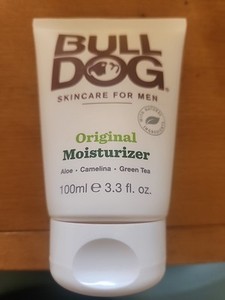 BULL
DOG®
SKINCARE FOR MEN
Original
Moisturizer
Aloe · Camelina · Green Tea
100ml e 3.3 fl. oz.